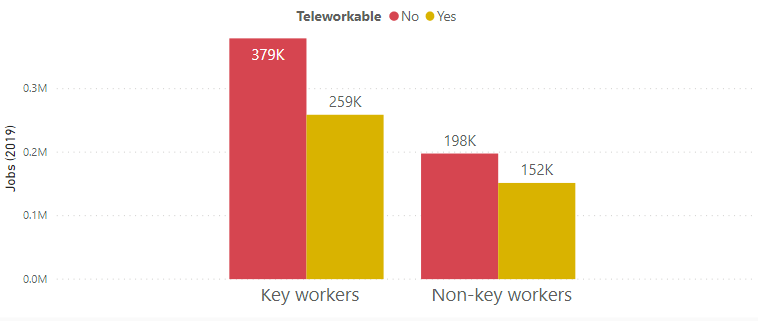 Teleworkable No Yes
379K
259K
198K
152K
0.3M
0.2M
0.1M
0.0M
Jobs (2019)
Key workers Non-key workers